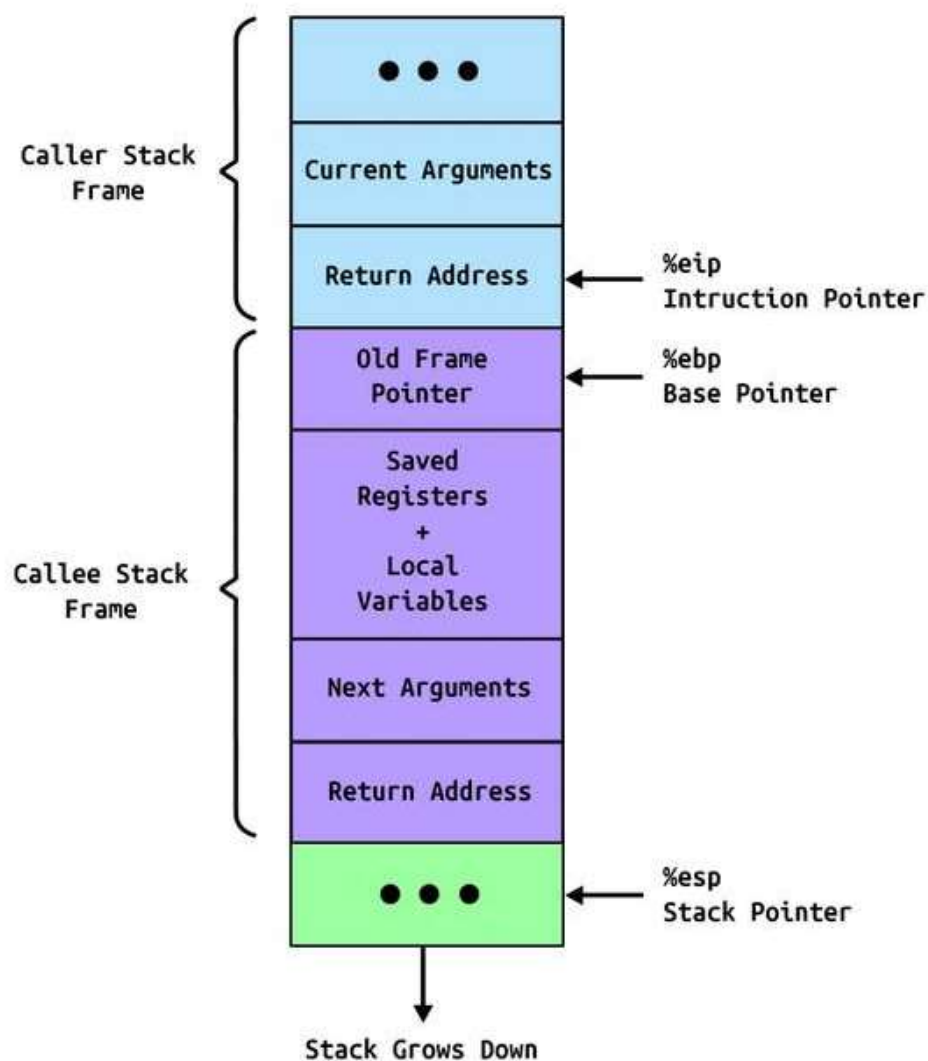 Caller Stack
Frame
Current Arguments
Return Address
%eip
Intruction Pointer
Old Frame
Pointer
%ebp
Base Pointer
Saved
Registers
+
Local
Variables
Callee Stack
Frame
Next Arguments
Return Address
%esp
Stack Pointer
Stack Grows Down